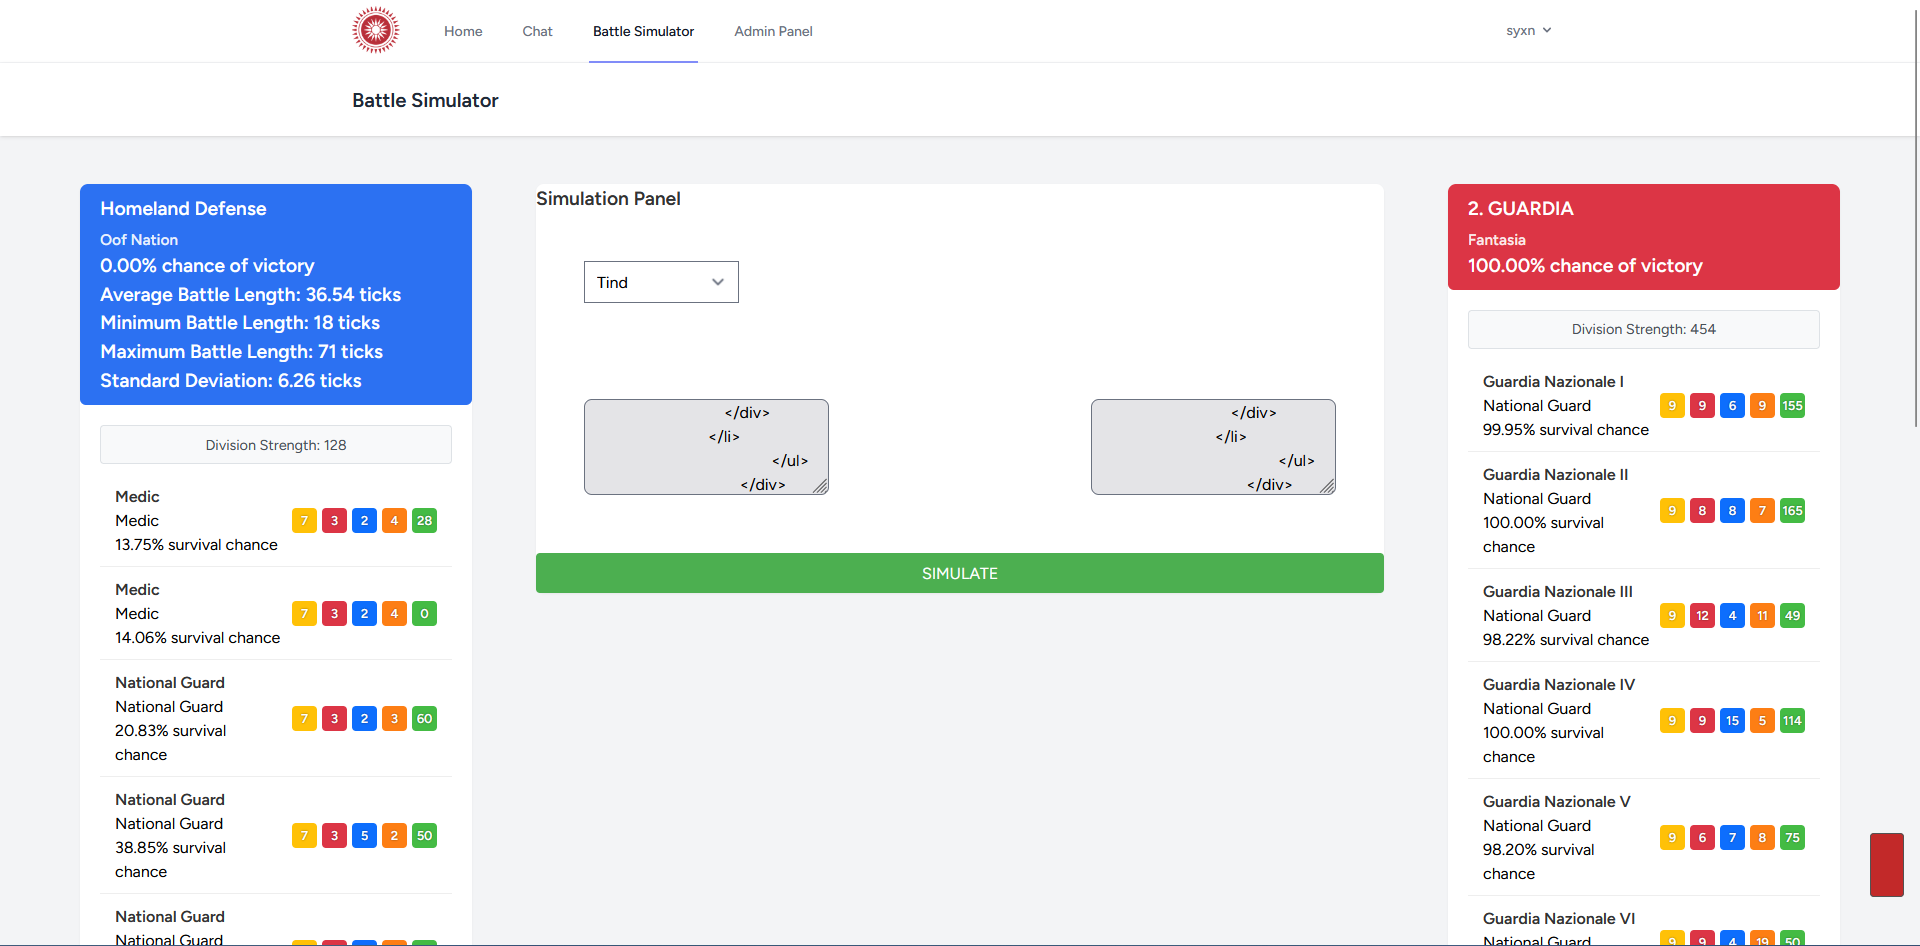 Home
Chat
Battle Simulator
Admin Panel
syxn
Battle Simulator
Homeland Defense
Oof Nation
0.00% chance of victory
Average Battle Length: 36.54 ticks
Minimum Battle Length: 18 ticks
Maximum Battle Length: 71 ticks
Standard Deviation: 6.26 ticks
Division Strength: 128
Medic
Medic
13.75% survival chance
7 3 2 4 28
Medic
Medic
14.06% survival chance
7 3 2 4 0
National Guard
National Guard
20.83% survival
chance
7 3 2 3 60
National Guard
National Guard
38.85% survival
chance
7 3 5 2 50
National Guard
National Guard
Simulation Panel
Tind
</div>
</li>
</ul>
</div>
</div>
</li>
</ul>
</div>
SIMULATE
2. GUARDIA
Fantasia
100.00% chance of victory
Division Strength: 454
Guardia Nazionale I
National Guard
99.95% survival chance
9 9 6 9 155
Guardia Nazionale II
National Guard
100.00% survival
chance
9 8 8 7 165
Guardia Nazionale III
National Guard
98.22% survival chance
9 12 4 11 49
Guardia Nazionale IV
National Guard
100.00% survival
chance
9 9 15 5 114
Guardia Nazionale V
National Guard
98.20% survival
chance
9 6 7 8 75
Guardia Nazionale VI
National Guard
9 9 4 19 50